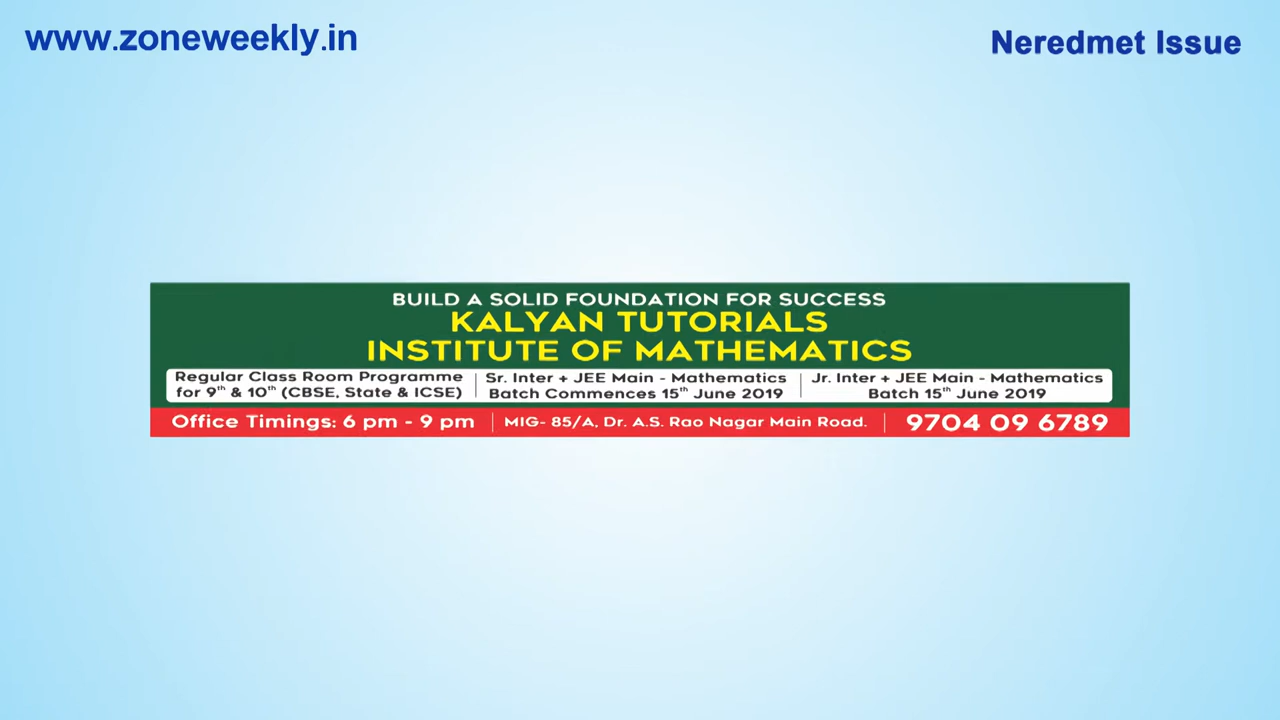 www.zoneweekly.in
Neredmet Issue
BUILD A SOLID FOUNDATION FOR SUCCESS
KALYAN TUTORIALS
INSTITUTE OF MATHEMATICS
Regular Class Room Programme
for 9th & 10th (CBSE, State & ICSE)
Sr. Inter + JEE Main - Mathematics
Batch Commences 15th June 2019
Jr. Inter + JEE Main - Mathematics
Batch 15th June 2019
Office Timings: 6 pm - 9 pm
MIG- 85/A, Dr. A.S. Rao Nagar Main Road.
9704 09 6789